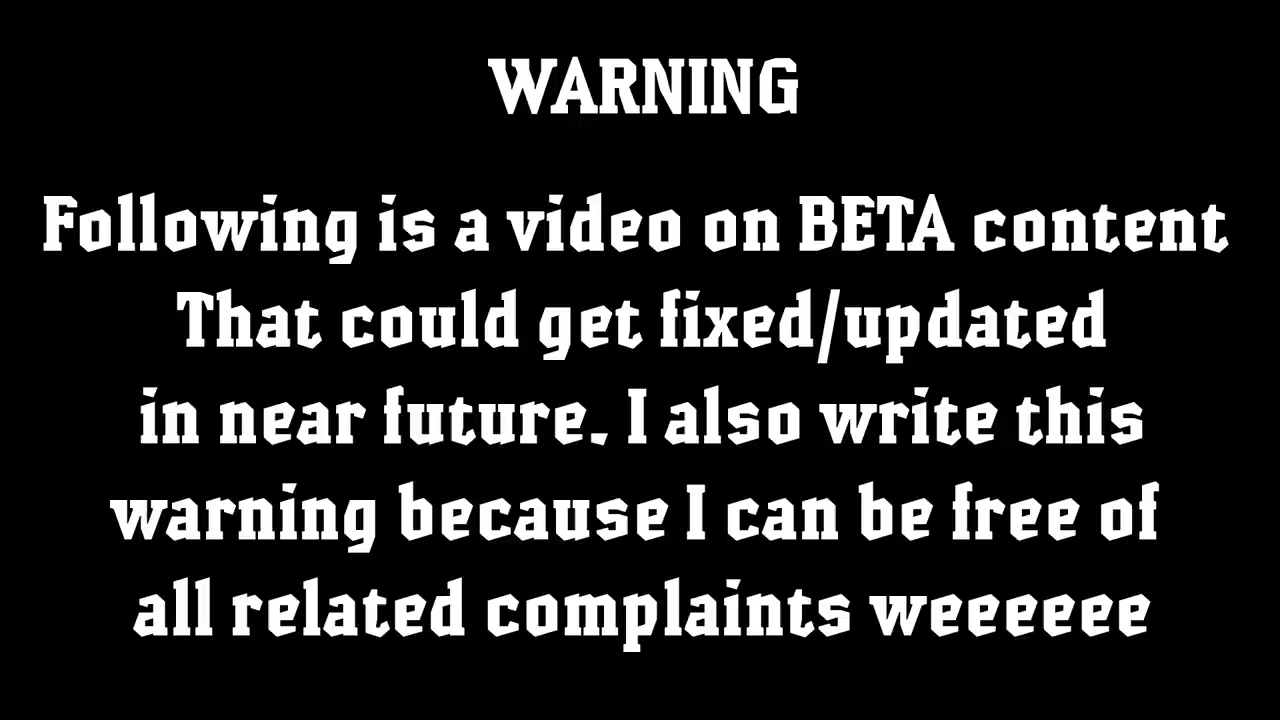 WARNING
Following is a video on BETA content
That could get fixed/updated
in near future. I also write this
warning because I can be free of
all related complaints weeeeee